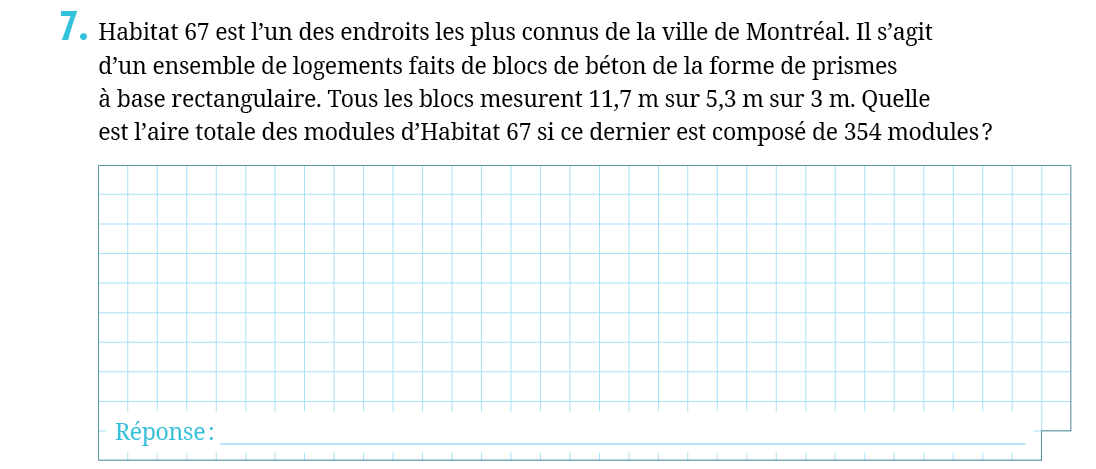 7. Habitat 67 est l’un des endroits les plus connus de la ville de Montréal. Il s’agit
d’un ensemble de logements faits de blocs de béton de la forme de prismes
à base rectangulaire. Tous les blocs mesurent 11,7 m sur 5,3 m sur 3 m. Quelle
est l’aire totale des modules d’Habitat 67 si ce dernier est composé de 354 modules ?
Réponse :